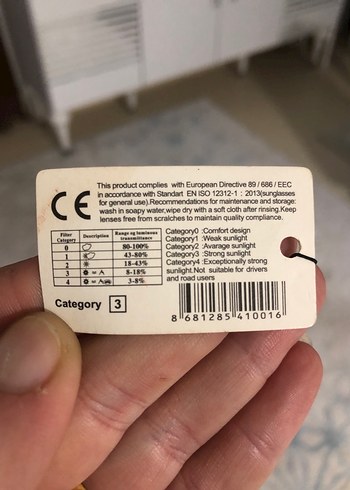 This product complies with European Directive 89 / 686 / EEC
in accordance with Standart EN ISO 12312-1 : 2013(sunglasses
for general use).Recommendations for maintenance and storage:
wash in soapy water,wipe dry with a soft cloth after rinsing.Keep
lenses free from scratches to maintain quality compliance.
CE
Filter Category Description Range og luminous transmittance
0 80-100%
1 43-80%
2 18-43%
3 8-18%
4 3-8%
Category0 :Comfort design
Category1 :Weak sunlight
Category2 :Avarage sunlight
Category3 :Strong sunlight
Category4 :Exceptionally strong
sunlight.Not suitable for drivers
and road users
Category 3
8 681285 410016